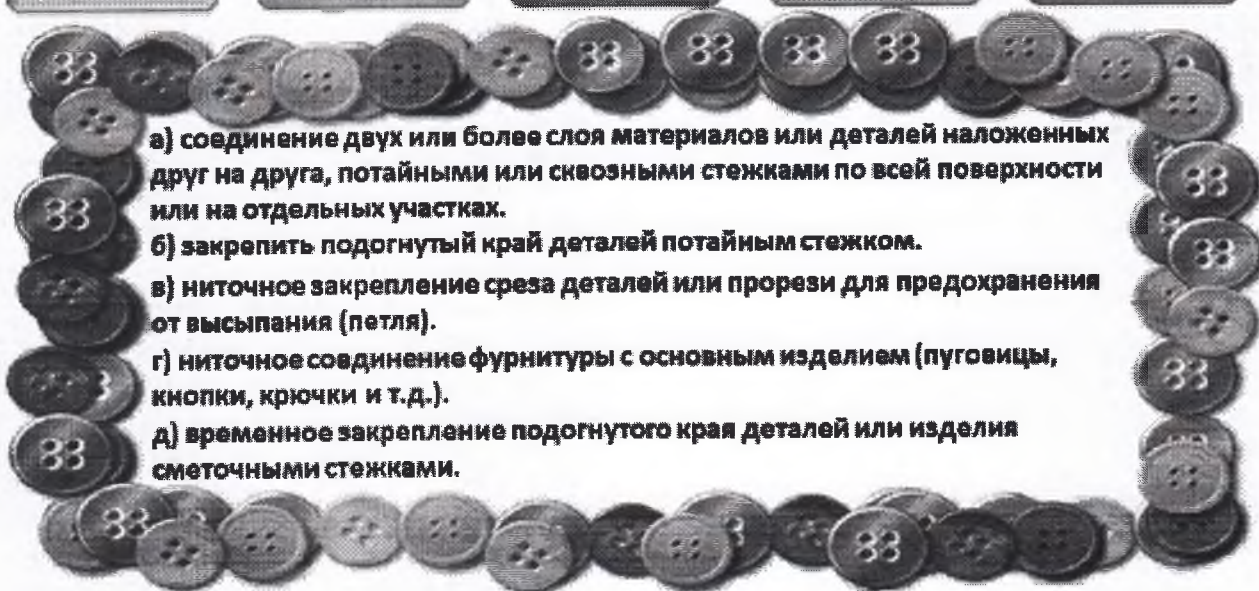 а) соединение двух или более слоя материалов или деталей наложенных
друг на друга, потайными или сквозными стежками по всей поверхности
или на отдельных участках.
б) закрепить подогнутый край деталей потайным стежком.
в) ниточное закрепление среза деталей или прорези для предохранения
от высыпания (петля).
г) ниточное соединение фурнитуры с основным изделием (пуговицы,
кнопки, крючки и т.д.).
д) временное закрепление подогнутого края деталей или изделия
сметочными стежками.